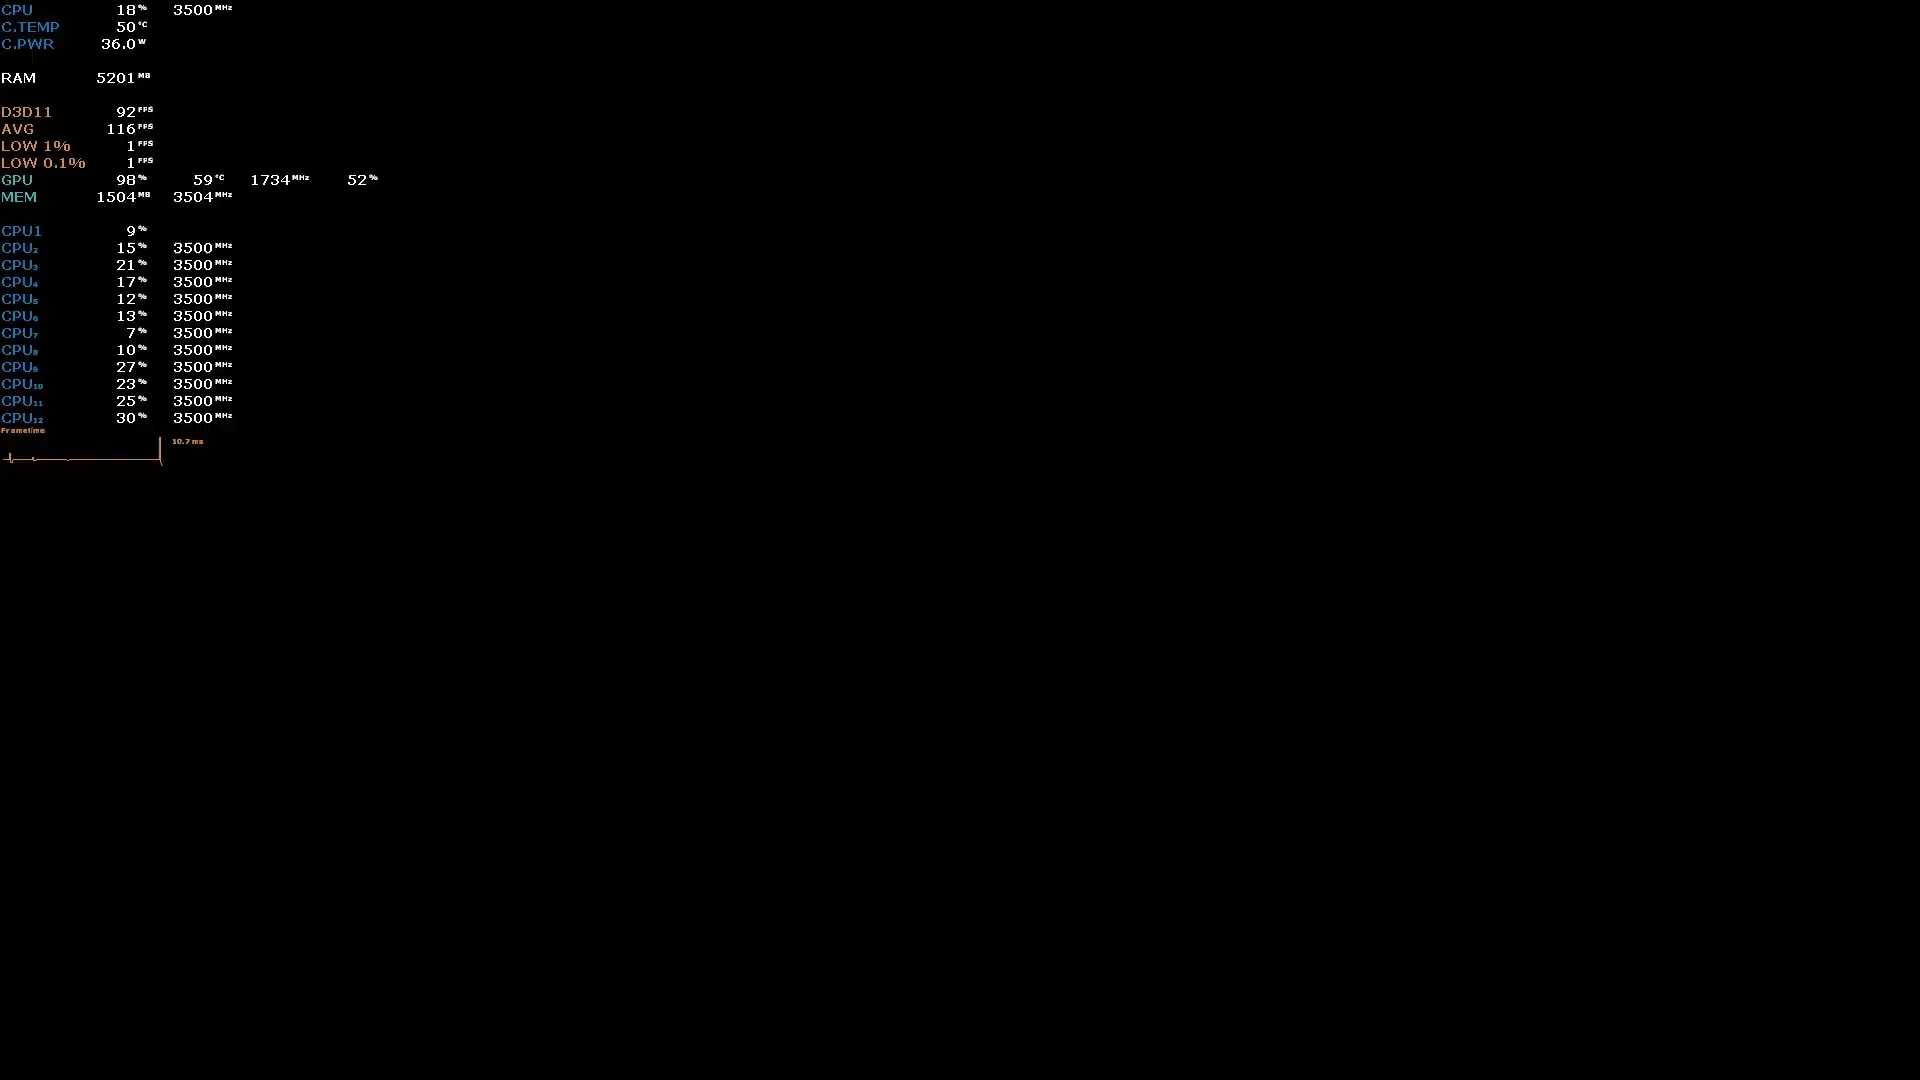 CPU 18% 3500MHz
C.TEMP 50°C
C.PWR 36.0W
RAM 5201MB
D3D11 92FPS
AVG 116FPS
LOW 1% 1FPS
LOW 0.1% 1FPS
GPU 98% 59°C 1734MHz 52%
MEM 1504MB 3504MHz
CPU1 9%
CPU₂ 15% 3500MHz
CPU₃ 21% 3500MHz
CPU₄ 17% 3500MHz
CPU₅ 12% 3500MHz
CPU₆ 13% 3500MHz
CPU₇ 7% 3500MHz
CPU₈ 10% 3500MHz
CPU₉ 27% 3500MHz
CPU₁₀ 23% 3500MHz
CPU₁₁ 25% 3500MHz
CPU₁₂ 30% 3500MHz
Frametime
10.7 ms